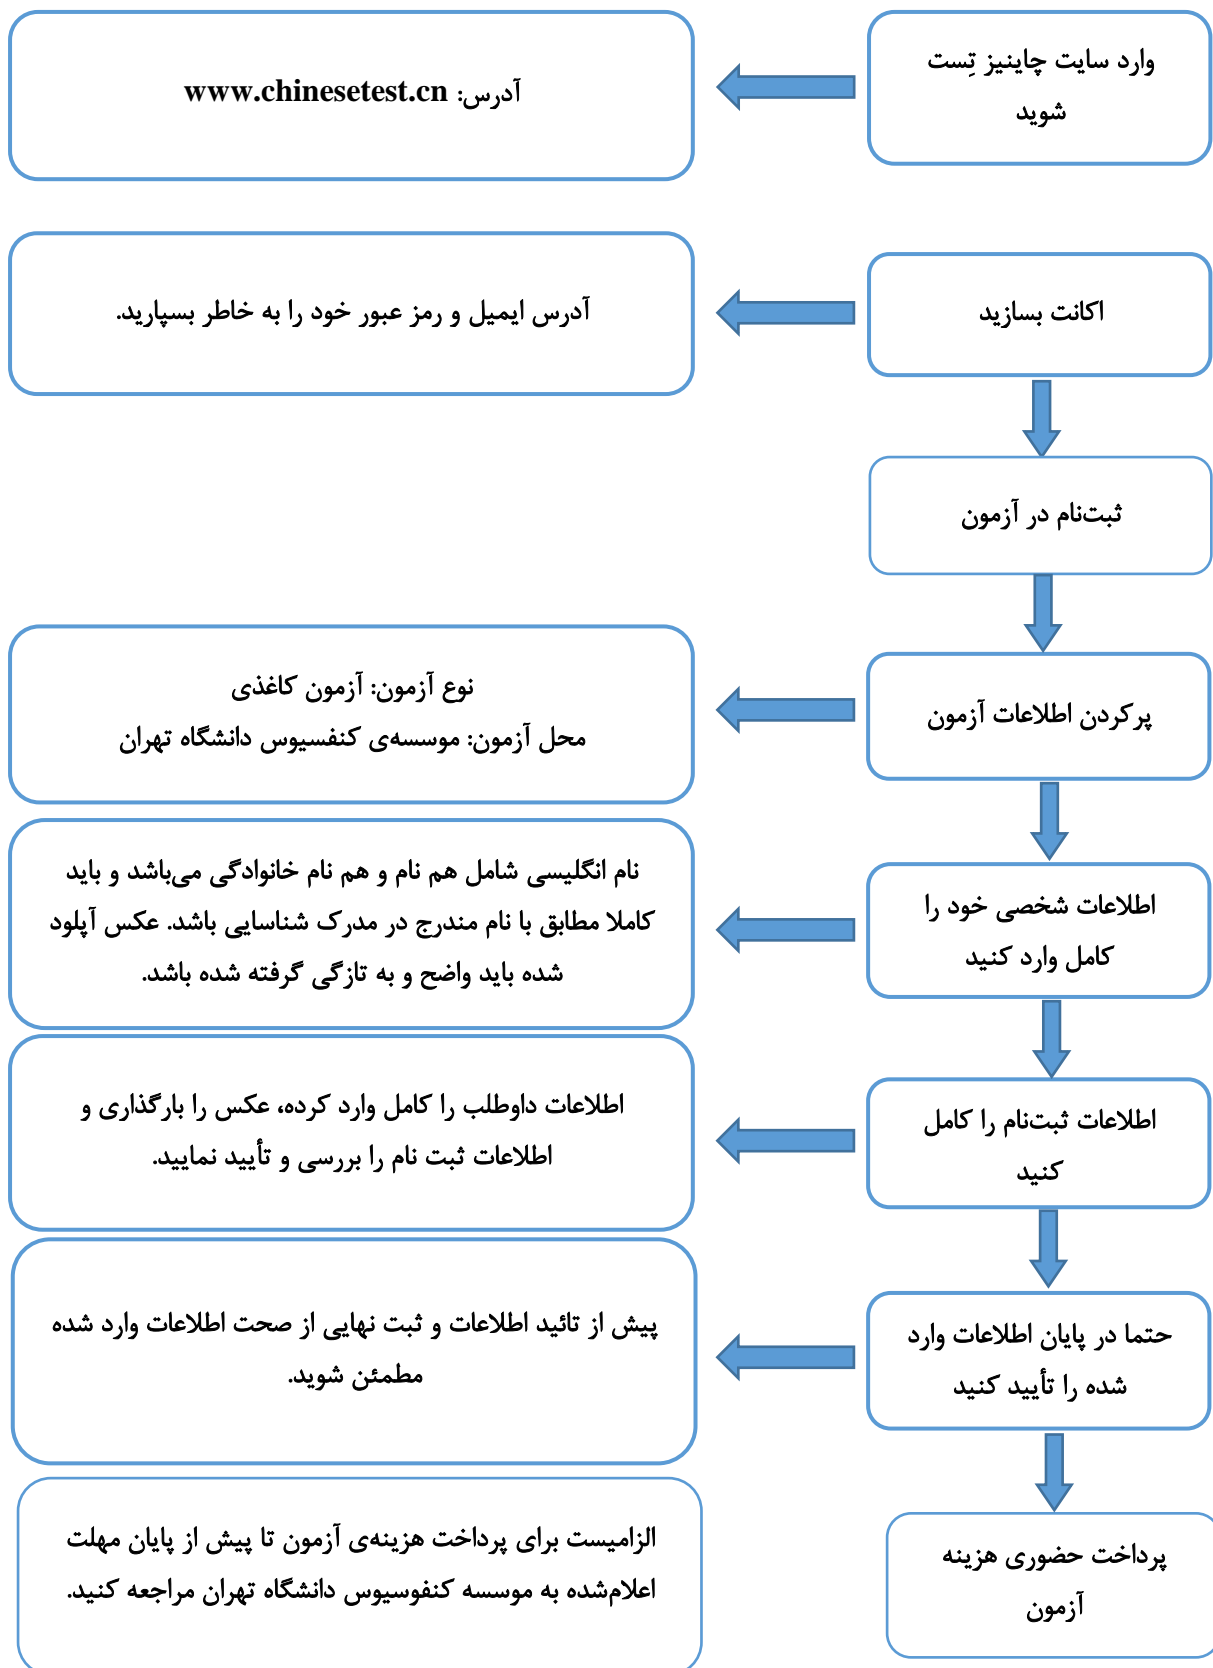 وارد سایت چاینیز تِست
شوید
آدرس: www.chinesetest.cn
اکانت بسازید
آدرس ایمیل و رمز عبور خود را به خاطر بسپارید.
ثبت‌نام در آزمون
پرکردن اطلاعات آزمون
نوع آزمون: آزمون کاغذی
محل آزمون: موسسه‌ی کنفسیوس دانشگاه تهران
اطلاعات شخصی خود را
کامل وارد کنید
نام انگلیسی شامل هم نام و هم نام خانوادگی می‌باشد و باید
کاملا مطابق با نام مندرج در مدرک شناسایی باشد. عکس آپلود
شده باید واضح و به تازگی گرفته شده باشد.
اطلاعات ثبت‌نام را کامل
کنید
اطلاعات داوطلب را کامل وارد کرده، عکس را بارگذاری و
اطلاعات ثبت نام را بررسی و تأیید نمایید.
حتما در پایان اطلاعات وارد
شده را تأیید کنید
پیش از تائید اطلاعات و ثبت نهایی از صحت اطلاعات وارد شده
مطمئن شوید.
پرداخت حضوری هزینه
آزمون
الزامیست برای پرداخت هزینه‌ی آزمون تا پیش از پایان مهلت
اعلام‌شده به موسسه کنفوسیوس دانشگاه تهران مراجعه کنید.